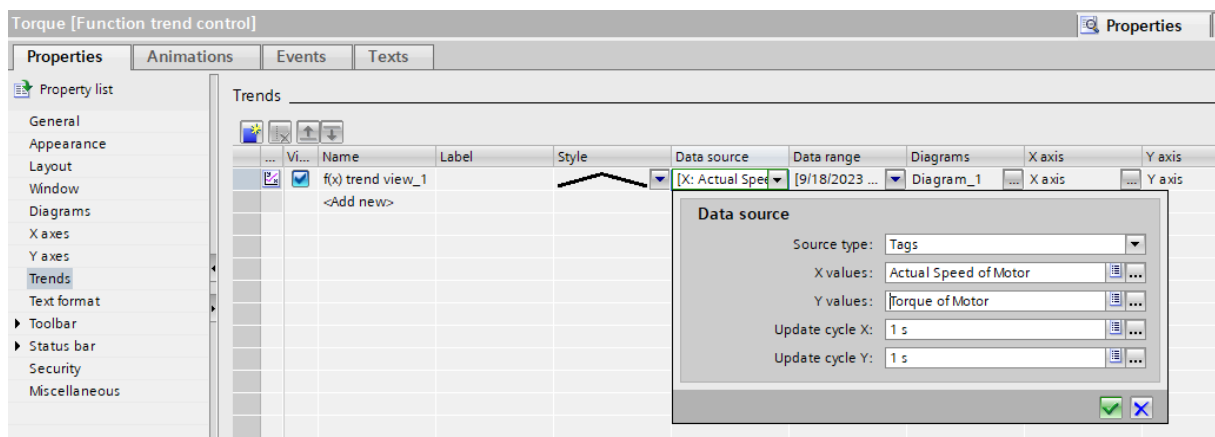 Torque [Function trend control]
Properties
Properties Animations Events Texts
Property list
General
Appearance
Layout
Window
Diagrams
X axes
Y axes
Trends
Text format
Toolbar
Status bar
Security
Miscellaneous
Trends
... Vi... Name Label Style Data source Data range Diagrams X axis Y axis
f(x) trend view_1 [X: Actual Spee [9/18/2023 ... Diagram_1 ... X axis ... Y axis
<Add new>
Data source
Source type: Tags
X values: Actual Speed of Motor ...
Y values: Torque of Motor ...
Update cycle X: 1 s ...
Update cycle Y: 1 s ...